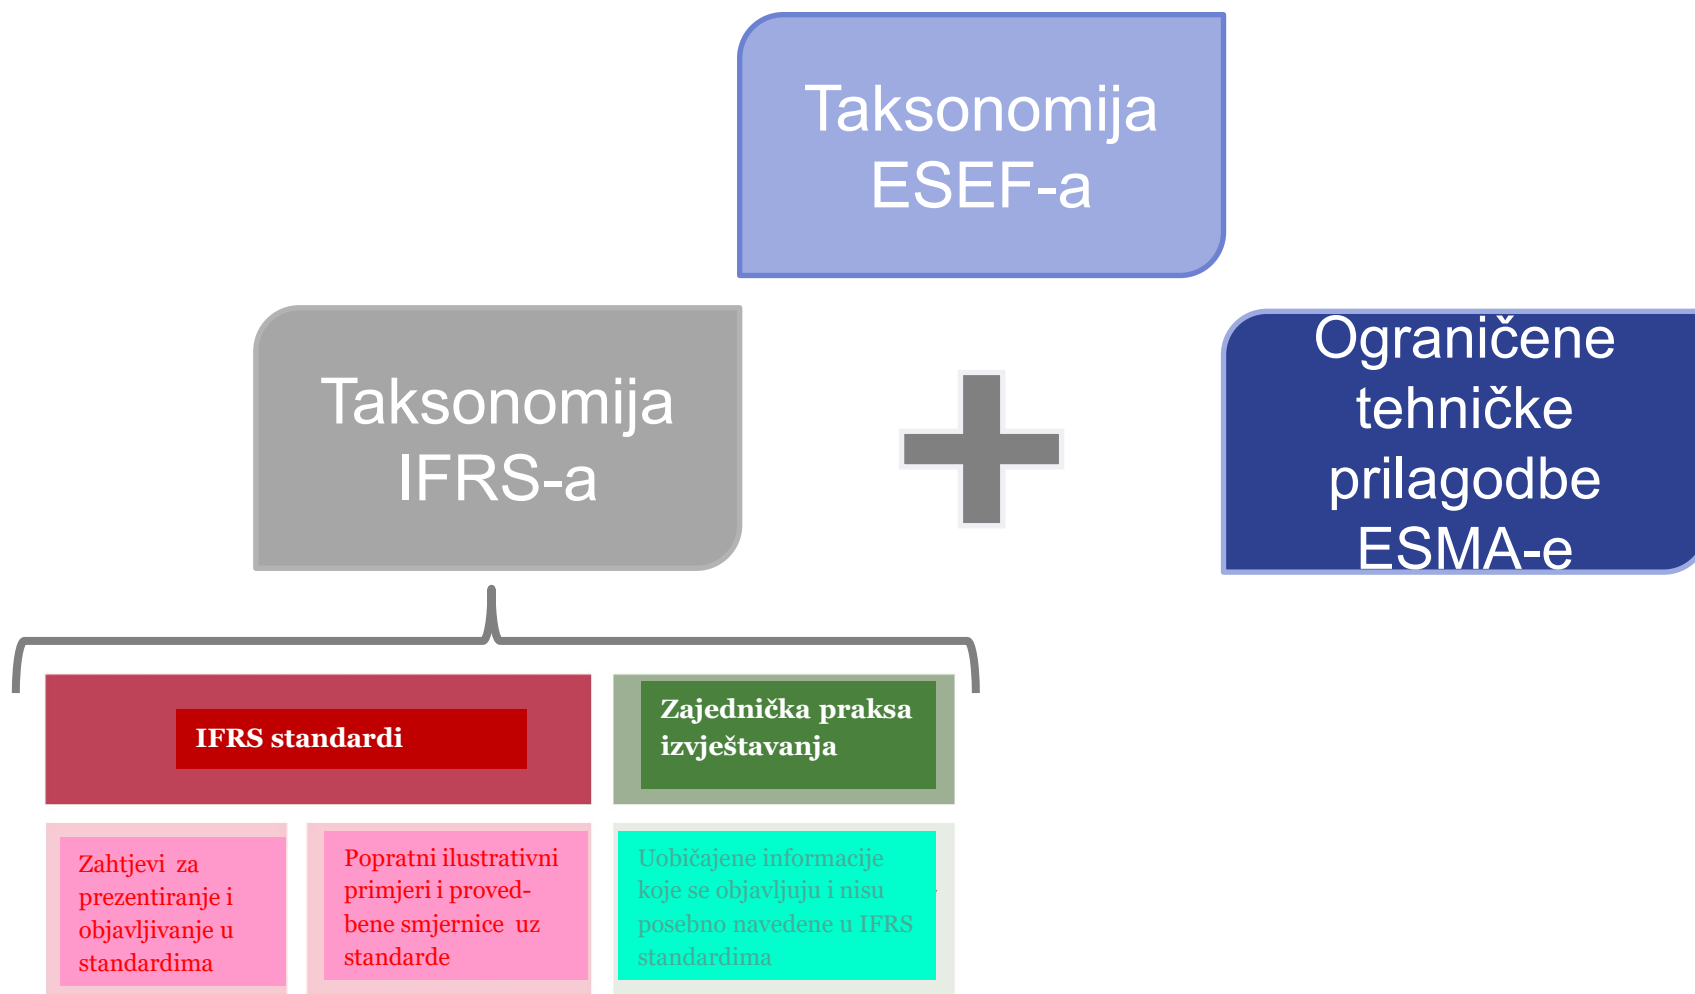 Taksonomija
ESEF-a
Taksonomija
IFRS-a
Ograničene
tehničke
prilagodbe
ESMA-e
IFRS standardi
Zajednička praksa
izvještavanja
Zahtjevi za
prezentiranje i
objavljivanje u
standardima
Popratni ilustrativni
primjeri i proved-
bene smjernice uz
standarde
Uobičajene informacije
koje se objavljuju i nisu
posebno navedene u IFRS
standardima